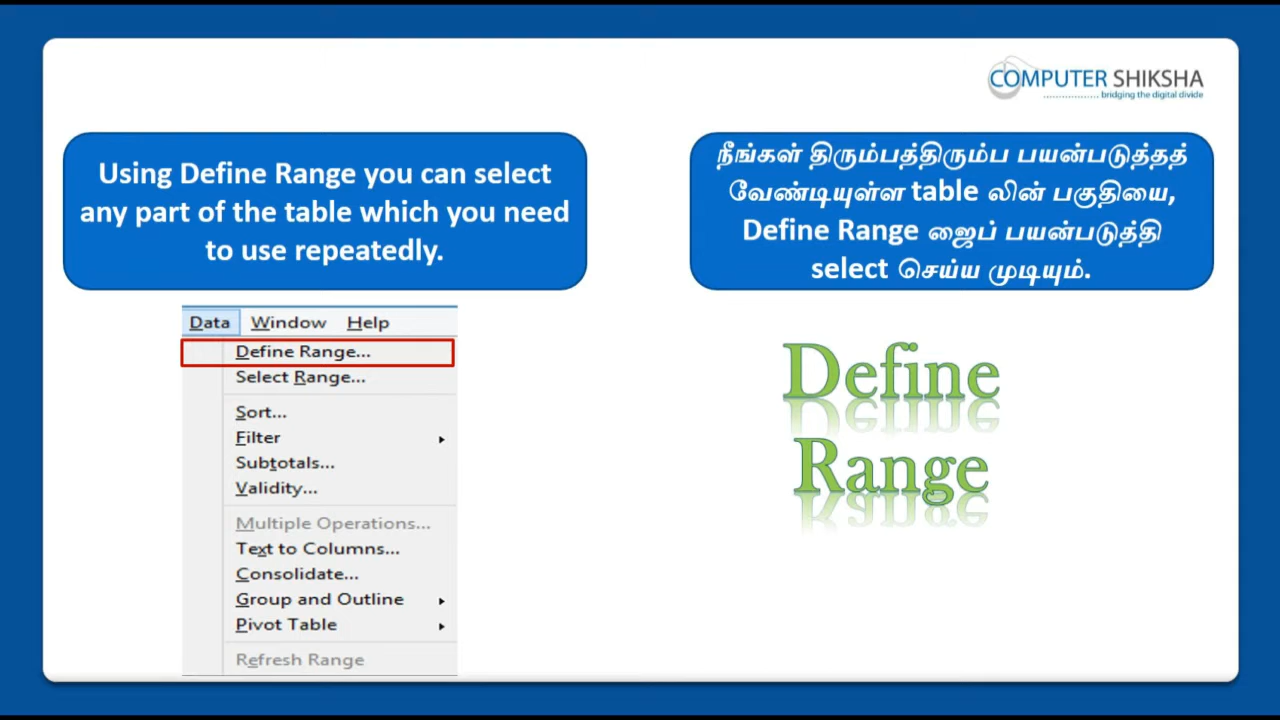 COMPUTER SHIKSHA
bridging the digital divide
Using Define Range you can select
any part of the table which you need
to use repeatedly.
நீங்கள் திரும்பத்திரும்ப பயன்படுத்தத்
வேண்டியுள்ள table லின் பகுதியை,
Define Range ஜைப் பயன்படுத்தி
select செய்ய முடியும்.
Data Window Help
Define Range...
Select Range...
Sort...
Filter
Subtotals...
Validity...
Multiple Operations...
Text to Columns...
Consolidate...
Group and Outline
Pivot Table
Refresh Range
Define
Range